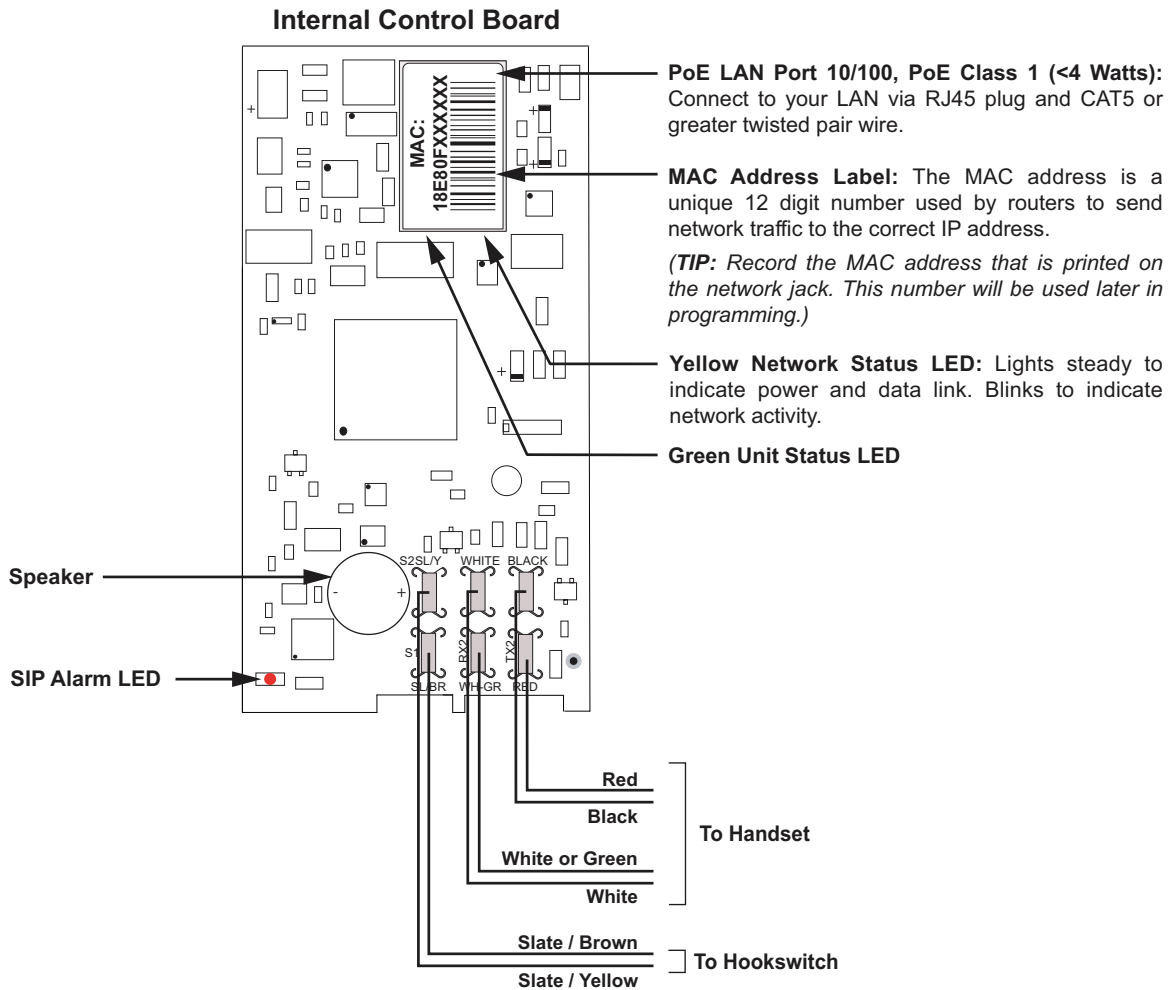 Internal Control Board
PoE LAN Port 10/100, PoE Class 1 (<4 Watts):
Connect to your LAN via RJ45 plug and CAT5 or
greater twisted pair wire.
MAC:
18E80FXXXXXX
MAC Address Label: The MAC address is a
unique 12 digit number used by routers to send
network traffic to the correct IP address.
(TIP: Record the MAC address that is printed on
the network jack. This number will be used later in
programming.)
Yellow Network Status LED: Lights steady to
indicate power and data link. Blinks to indicate
network activity.
Green Unit Status LED
S2SL/Y WHITE BLACK
Speaker
- +
S1 RX2 TX2
SIP Alarm LED
SL/BR WH-GR RED
Red
Black
To Handset
White or Green
White
Slate / Brown
To Hookswitch
Slate / Yellow